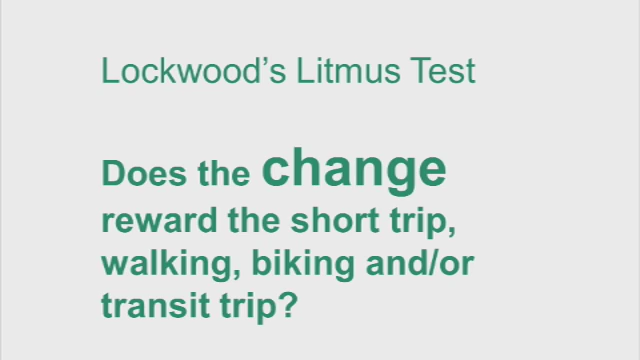 Lockwood’s Litmus Test
Does the change
reward the short trip,
walking, biking and/or
transit trip?